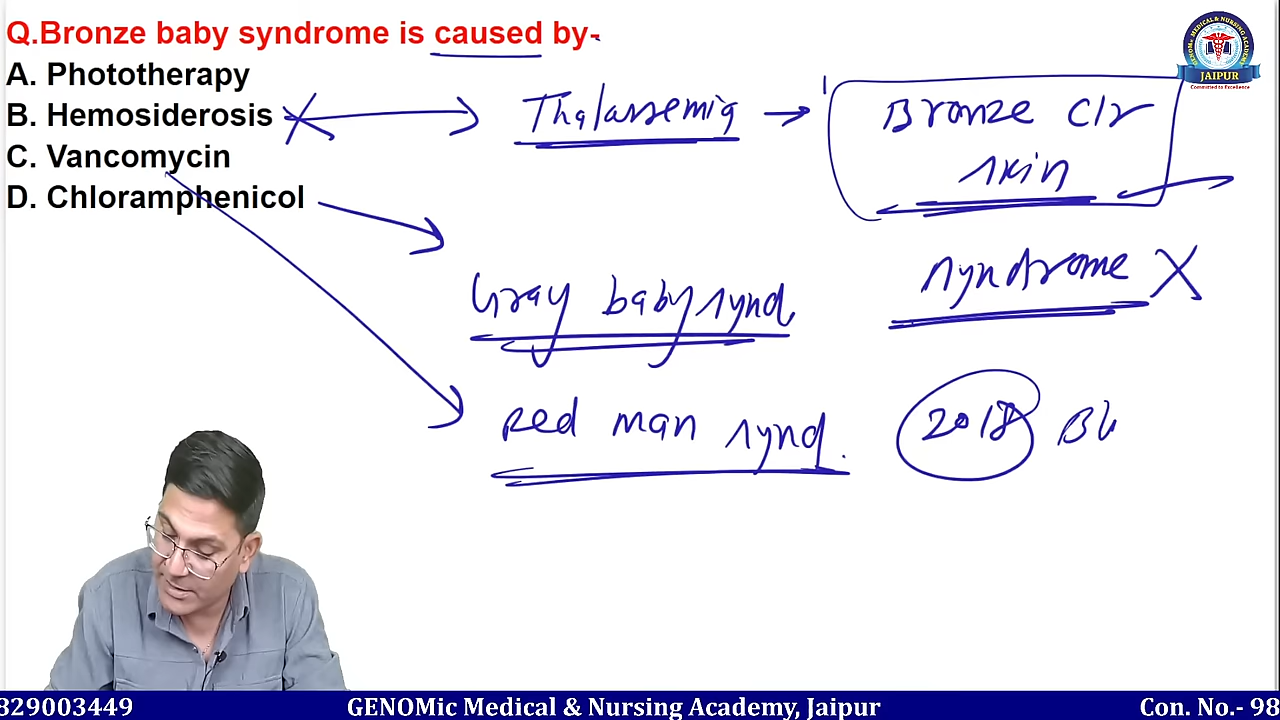 Q.Bronze baby syndrome is caused by-
A. Phototherapy
B. Hemosiderosis
C. Vancomycin
D. Chloramphenicol
Thalassemia → Bronze Clr
skin
syndrome X
Gray baby synd.
Red man synd.
2018
JAIPUR
829003449 GENOMic Medical & Nursing Academy, Jaipur Con. No.- 98